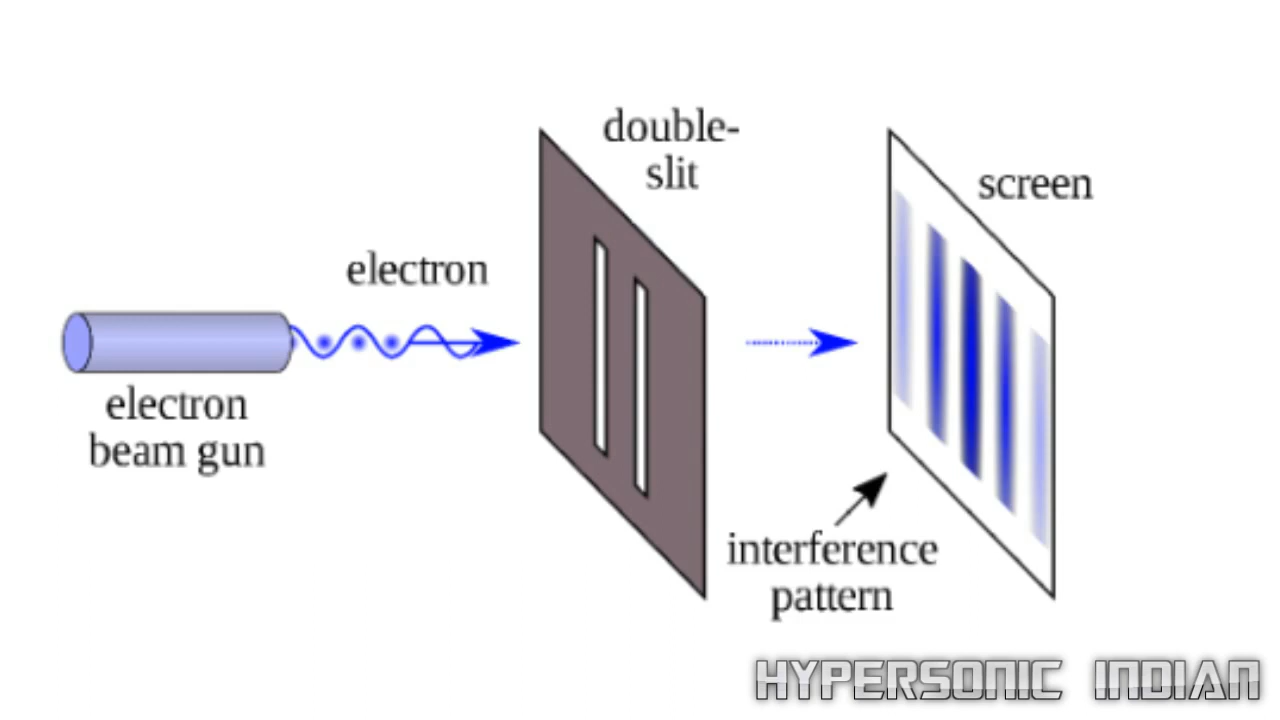 double-
slit
screen
electron
electron
beam gun
interference
pattern
HYPERSONIC INDIAN